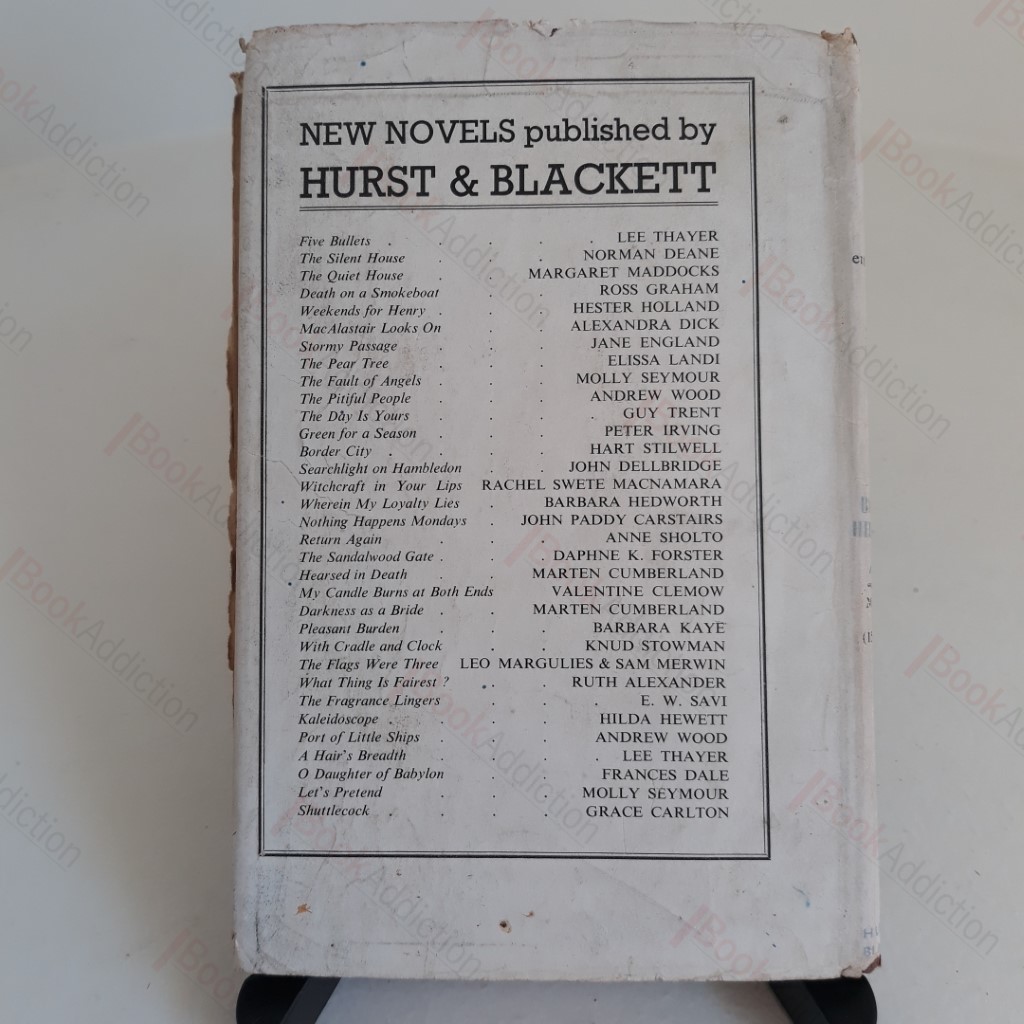 NEW NOVELS published by
HURST & BLACKETT
Five Bullets . . . . . LEE THAYER
The Silent House . . . NORMAN DEANE
The Quiet House . . MARGARET MADDOCKS
Death on a Smokeboat . . ROSS GRAHAM
Weekends for Henry . . . HESTER HOLLAND
MacAlastair Looks On . . ALEXANDRA DICK
Stormy Passage . . . JANE ENGLAND
The Pear Tree . . . ELISSA LANDI
The Fault of Angels . . . MOLLY SEYMOUR
The Pitiful People . . . ANDREW WOOD
The Day Is Yours . . . . GUY TRENT
Green for a Season . . . PETER IRVING
Border City . . . . HART STILWELL
Searchlight on Hambledon . . JOHN DELLBRIDGE
Witchcraft in Your Lips RACHEL SWETE MACNAMARA
Wherein My Loyalty Lies . BARBARA HEDWORTH
Nothing Happens Mondays . JOHN PADDY CARSTAIRS
Return Again . . . ANNE SHOLTO
The Sandalwood Gate . . . DAPHNE K. FORSTER
Hearsed in Death . . MARTEN CUMBERLAND
My Candle Burns at Both Ends VALENTINE CLEMOW
Darkness as a Bride . . MARTEN CUMBERLAND
Pleasant Burden . . . BARBARA KAYE
With Cradle and Clock . . KNUD STOWMAN
The Flags Were Three LEO MARGULIES & SAM MERWIN
What Thing Is Fairest ? . . RUTH ALEXANDER
The Fragrance Lingers . . . E. W. SAVI
Kaleidoscope . . . . HILDA HEWETT
Port of Little Ships . . . ANDREW WOOD
A Hair's Breadth . . . . LEE THAYER
O Daughter of Babylon . . FRANCES DALE
Let's Pretend . . . MOLLY SEYMOUR
Shuttlecock . . . . GRACE CARLTON
BookAddiction